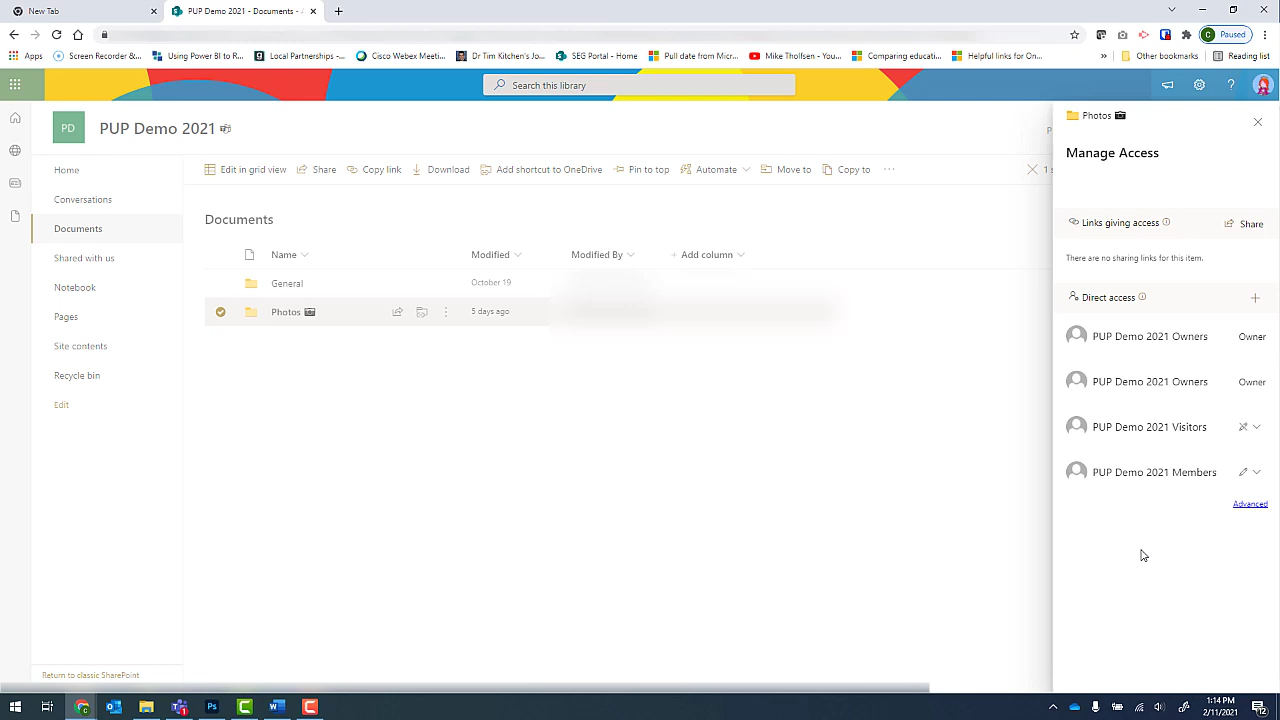 New Tab
PUP Demo 2021 - Documents - A
Paused
Apps
Screen Recorder &...
Using Power BI to R...
Local Partnerships -...
Cisco Webex Meeti...
Dr Tim Kitchen's Jo...
SEG Portal - Home
Pull date from Micr...
Mike Tholfsen - Yo...
Comparing educati...
Helpful links for On...
»
Other bookmarks
Reading list
Search this library
PD
PUP Demo 2021
Home
Conversations
Documents
Shared with us
Notebook
Pages
Site contents
Recycle bin
Edit
Return to classic SharePoint
Edit in grid view
Share
Copy link
Download
Add shortcut to OneDrive
Pin to top
Automate
Move to
Copy to
...
1 s
Documents
Name
Modified
Modified By
+ Add column
General
October 19
Photos
5 days ago
Photos
Manage Access
Links giving access
Share
There are no sharing links for this item.
Direct access
PUP Demo 2021 Owners
Owner
PUP Demo 2021 Owners
Owner
PUP Demo 2021 Visitors
PUP Demo 2021 Members
Advanced
1:14 PM
2/11/2021